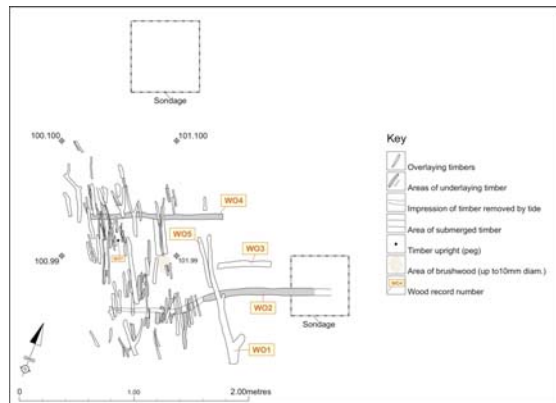 Sondage
100.100
101.100
Key
Overlaying timbers
Areas of underlaying timber
Impression of timber removed by tide
Area of submerged timber
Timber upright (peg)
Area of brushwood (up to10mm diam.)
Wood record number
WO4
WO5
WO3
100.99
101.99
WO2
Sondage
WO1
0
1.00
2.00metres